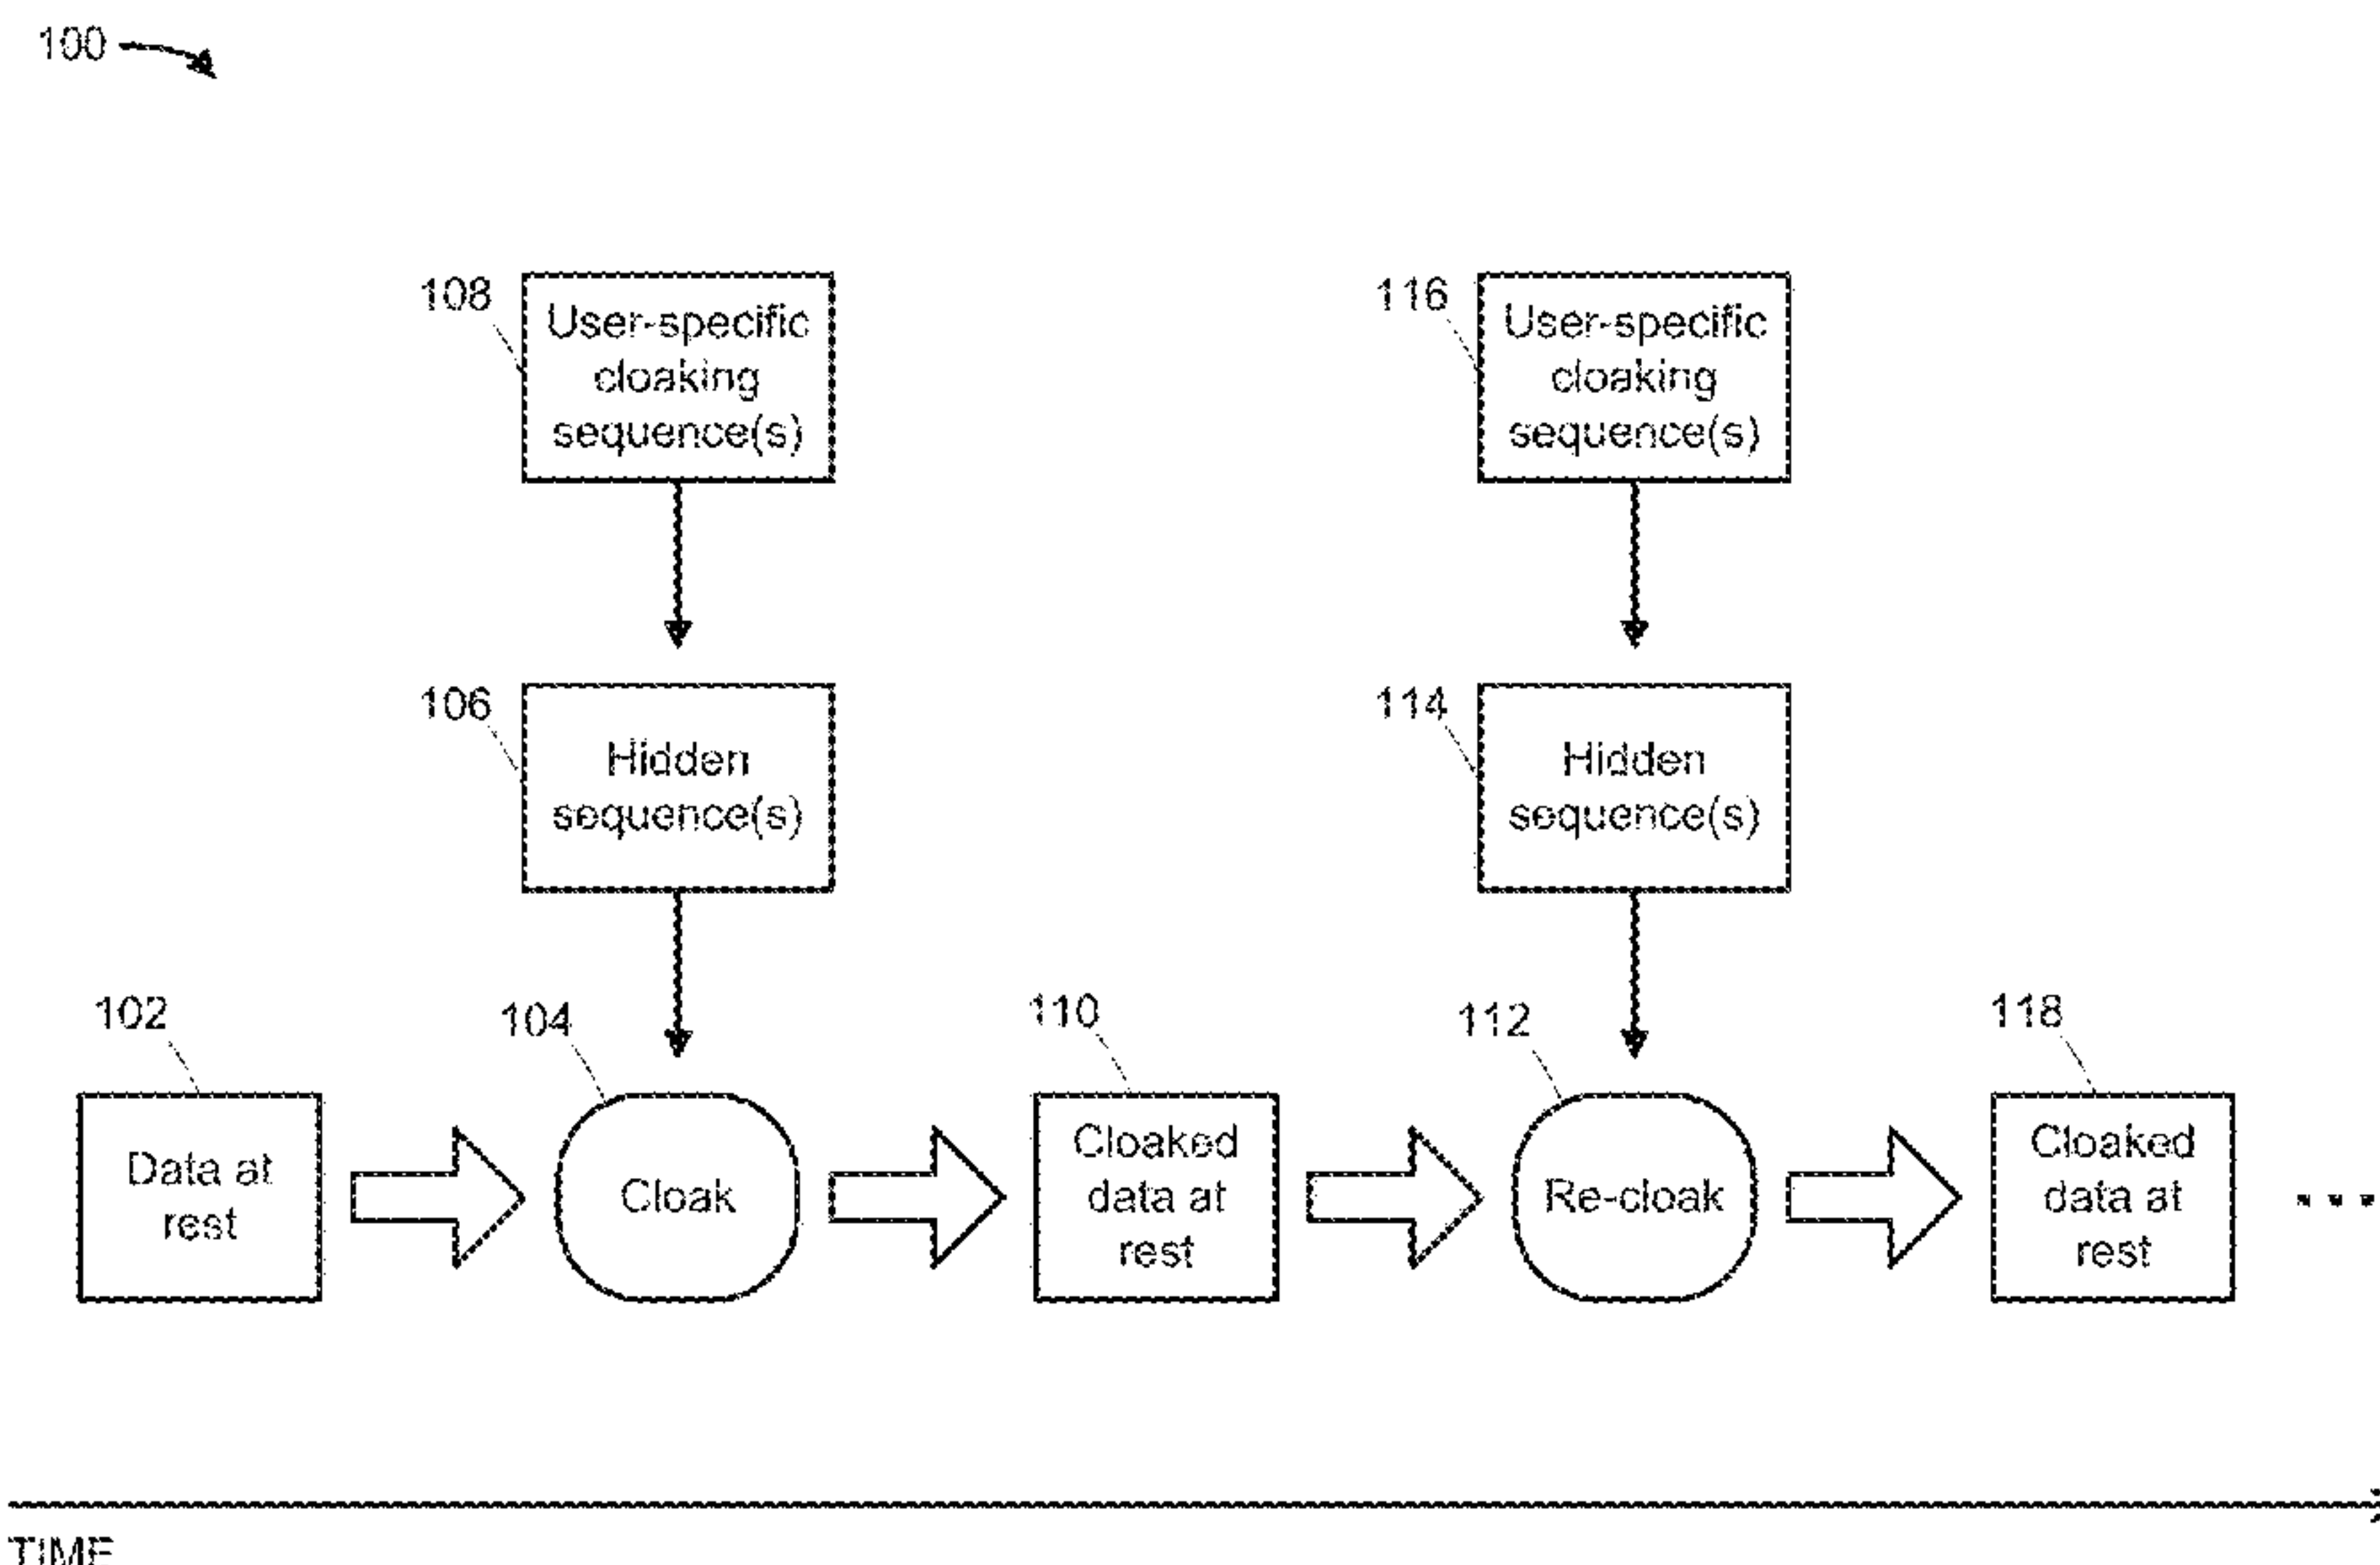 100
108
User-specific
cloaking
sequence(s)
116
User-specific
cloaking
sequence(s)
106
Hidden
sequence(s)
114
Hidden
sequence(s)
102
Data at
rest
104
Cloak
110
Cloaked
data at
rest
112
Re-cloak
118
Cloaked
data at
rest
...
TIME